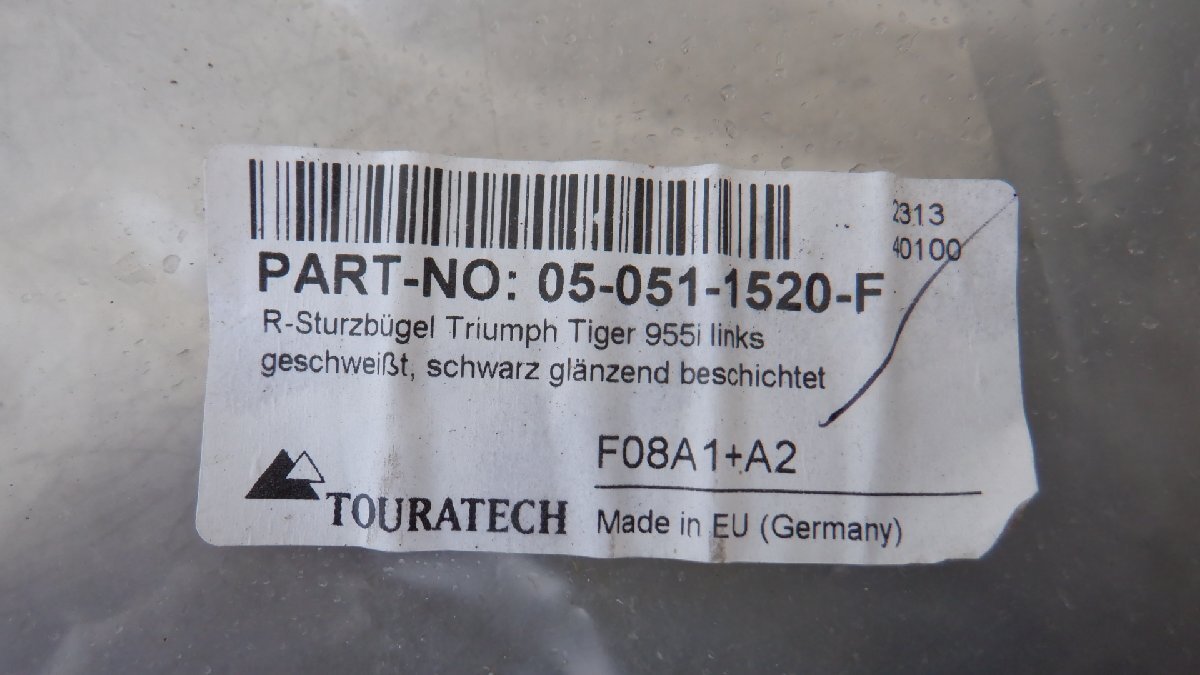 2313
40100
PART-NO: 05-051-1520-F
R-Sturzbügel Triumph Tiger 955i links
geschweißt, schwarz glänzend beschichtet
F08A1+A2
TOURATECH
Made in EU (Germany)